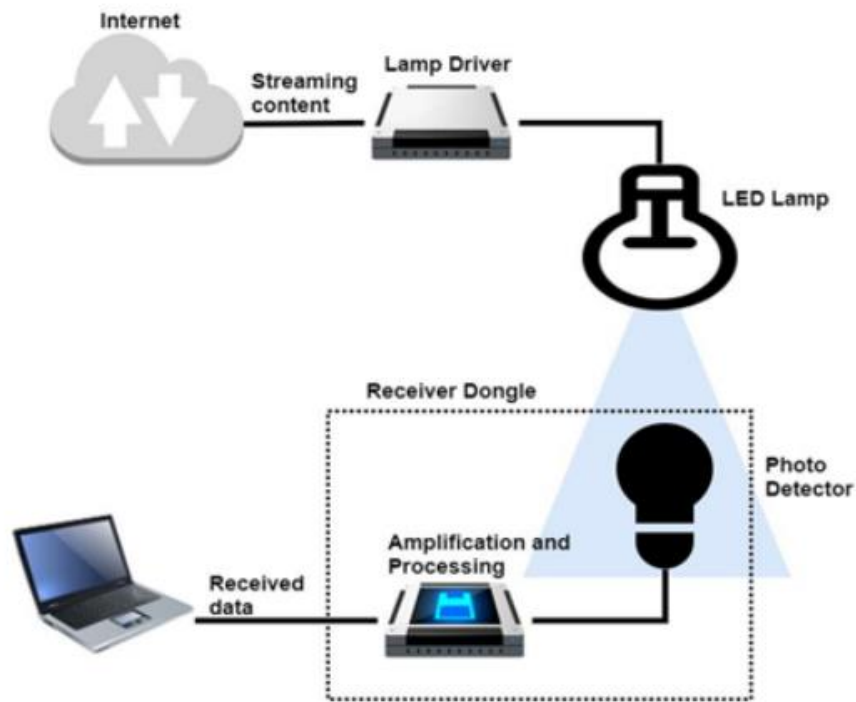 Internet
Streaming
content
Lamp Driver
LED Lamp
Receiver Dongle
Photo
Detector
Amplification and
Processing
Received
data